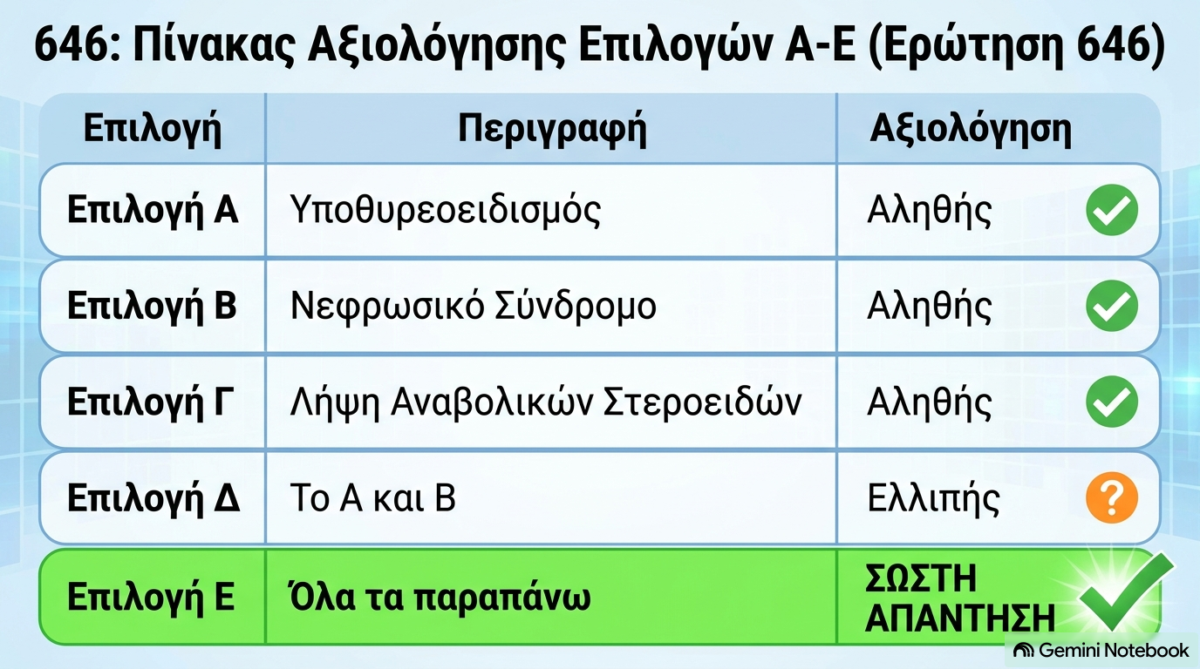 646: Πίνακας Αξιολόγησης Επιλογών Α-Ε (Ερώτηση 646)
Επιλογή Περιγραφή Αξιολόγηση
Επιλογή Α Υποθυρεοειδισμός Αληθής
Επιλογή Β Νεφρωσικό Σύνδρομο Αληθής
Επιλογή Γ Λήψη Αναβολικών Στεροειδών Αληθής
Επιλογή Δ Το Α και Β Ελλιπής ?
Επιλογή Ε Όλα τα παραπάνω ΣΩΣΤΗ
ΑΠΑΝΤΗΣΗ
Gemini Notebook